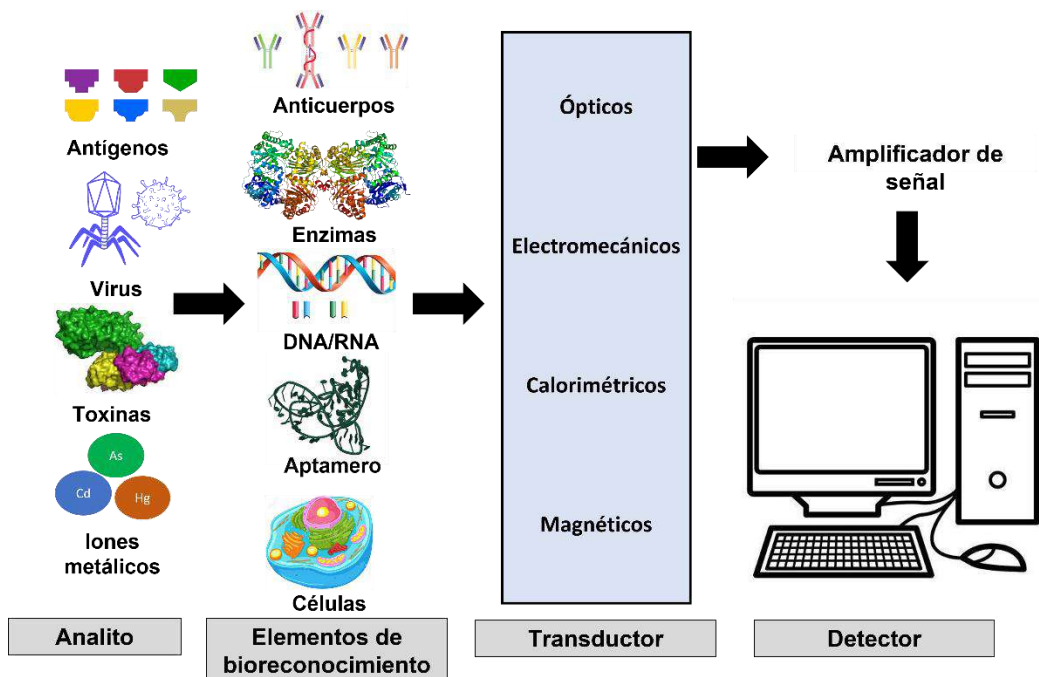 Antígenos
Virus
Toxinas
As
Cd
Hg
Iones
metálicos
Analito
Anticuerpos
Enzimas
DNA/RNA
Aptamero
Células
Elementos de
bioreconocimiento
Ópticos
Electromecánicos
Calorimétricos
Magnéticos
Transductor
Amplificador de
señal
Detector